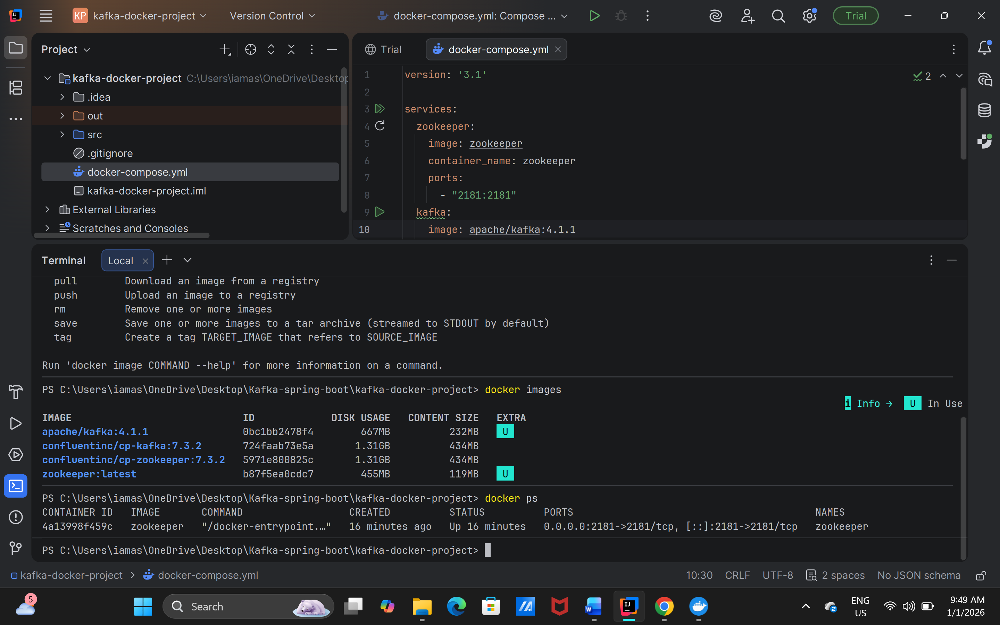 KP kafka-docker-project
Version Control
docker-compose.yml: Compose ...
Trial
Project
kafka-docker-project C:\Users\iamas\OneDrive\Desktop
.idea
out
src
.gitignore
docker-compose.yml
kafka-docker-project.iml
External Libraries
Scratches and Consoles
Trial
docker-compose.yml
2
1 version: '3.1'
2
3 services:
4 zookeeper:
5 image: zookeeper
6 container_name: zookeeper
7 ports:
8 - "2181:2181"
9 kafka:
10 image: apache/kafka:4.1.1
Terminal
Local
pull Download an image from a registry
push Upload an image to a registry
rm Remove one or more images
save Save one or more images to a tar archive (streamed to STDOUT by default)
tag Create a tag TARGET_IMAGE that refers to SOURCE_IMAGE
Run 'docker image COMMAND --help' for more information on a command.
PS C:\Users\iamas\OneDrive\Desktop\Kafka-spring-boot\kafka-docker-project> docker images
i Info → U In Use
IMAGE ID DISK USAGE CONTENT SIZE EXTRA
apache/kafka:4.1.1 0bc1bb2478f4 667MB 232MB U
confluentinc/cp-kafka:7.3.2 724faab73e5a 1.31GB 434MB
confluentinc/cp-zookeeper:7.3.2 5971e800825c 1.31GB 434MB
zookeeper:latest b87f5ea0cdc7 455MB 119MB U
PS C:\Users\iamas\OneDrive\Desktop\Kafka-spring-boot\kafka-docker-project> docker ps
CONTAINER ID IMAGE COMMAND CREATED STATUS PORTS NAMES
4a13998f459c zookeeper "/docker-entrypoint.…" 16 minutes ago Up 16 minutes 0.0.0.0:2181->2181/tcp, [::]:2181->2181/tcp zookeeper
PS C:\Users\iamas\OneDrive\Desktop\Kafka-spring-boot\kafka-docker-project>
kafka-docker-project > docker-compose.yml
10:30 CRLF UTF-8 2 spaces No JSON schema
5
Search
ENG
US
9:49 AM
1/1/2026